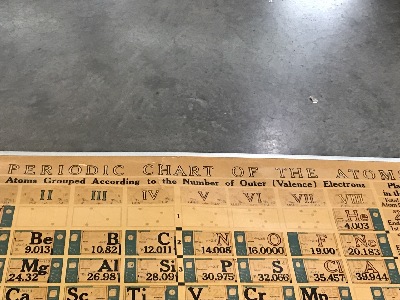 PERIODIC CHART OF THE ATOMS
Atoms Grouped According to the Number of Outer (Valence) Electrons
II III IV V VI VII VIII
1 He
4.003
Be B C 2 N O F Ne
9.013 10.82 12.011 14.008 16.0000 19.00 20.183
Mg Al Si 3 P S Cl A
24.32 26.98 28.09 30.975 32.066 35.457 39.944
Ca Sc Ti V Cr Mn